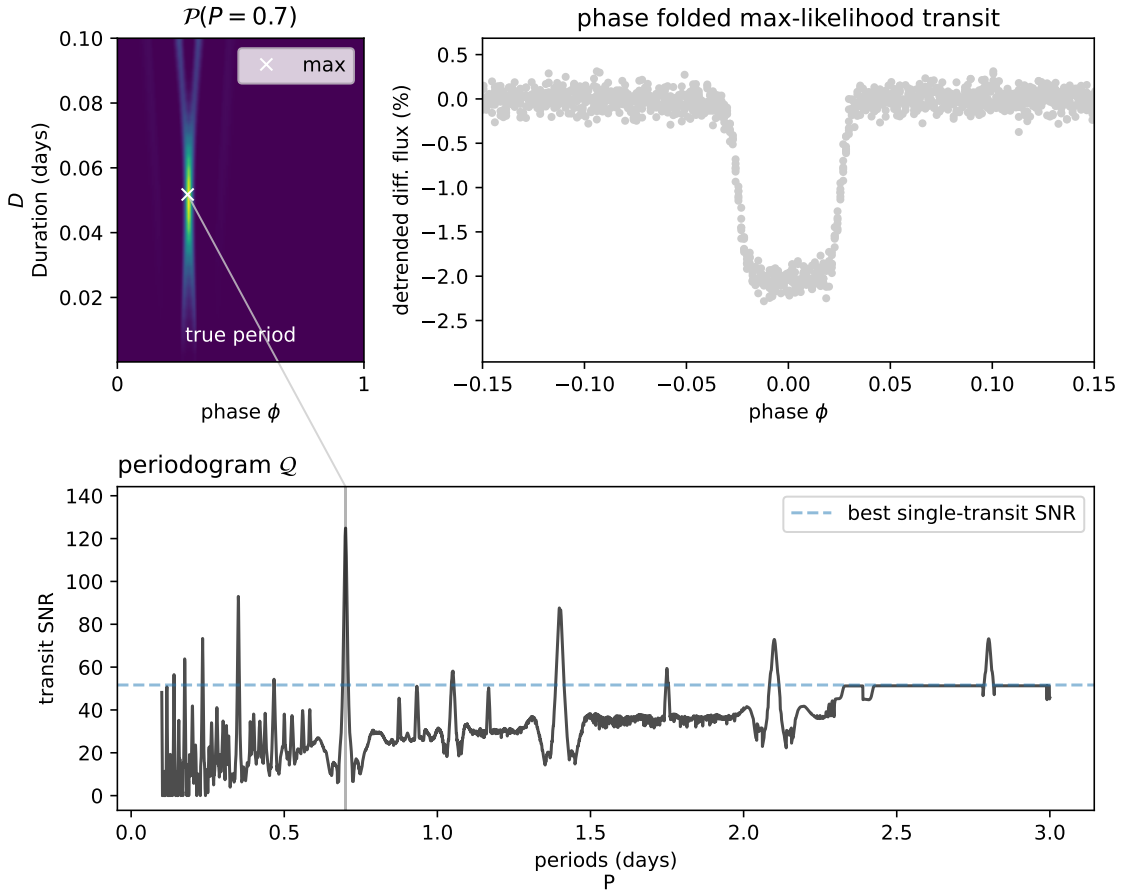 𝒫(P = 0.7)
phase folded max-likelihood transit
max
true period
0.10
0.08
0.06
0.04
0.02
D
Duration (days)
0
1
phase ϕ
0.5
0.0
−0.5
−1.0
−1.5
−2.0
−2.5
detrended diff. flux (%)
−0.15
−0.10
−0.05
0.00
0.05
0.10
0.15
phase ϕ
periodogram 𝒬
best single-transit SNR
140
120
100
80
60
40
20
0
transit SNR
0.0
0.5
1.0
1.5
2.0
2.5
3.0
periods (days)
P